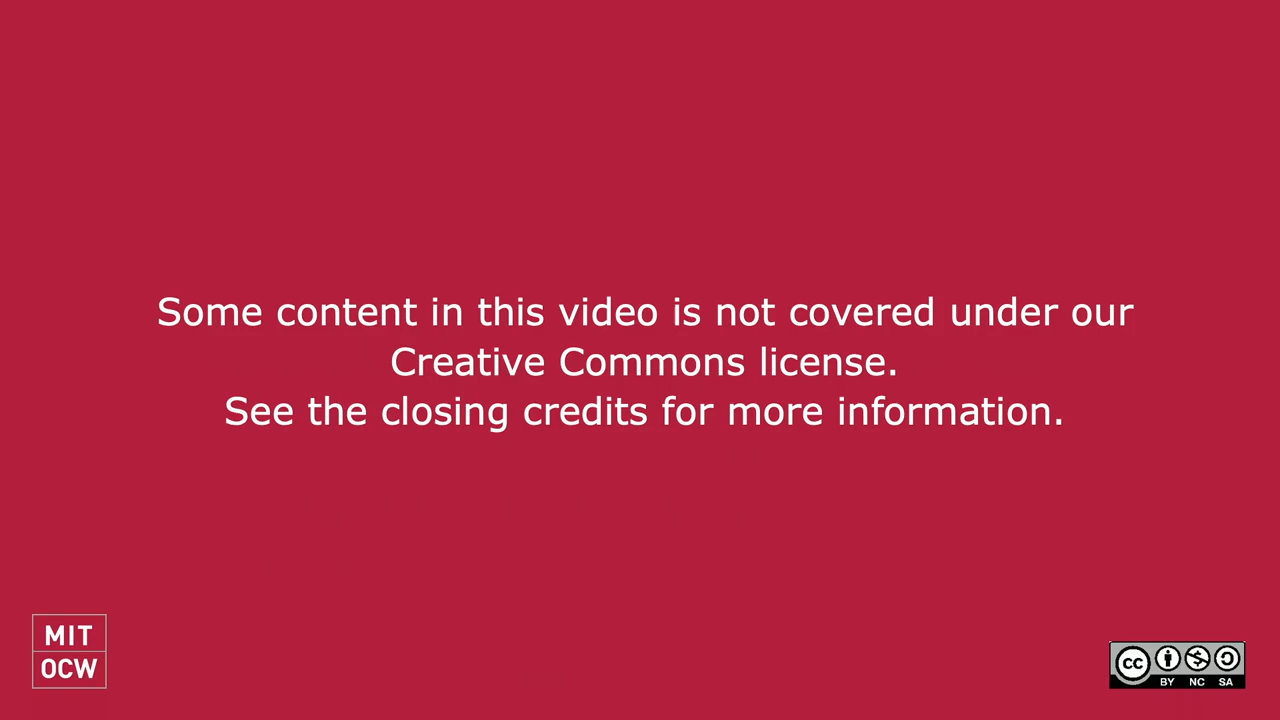 Some content in this video is not covered under our
Creative Commons license.
See the closing credits for more information.
MIT
OCW
cc
BY NC SA